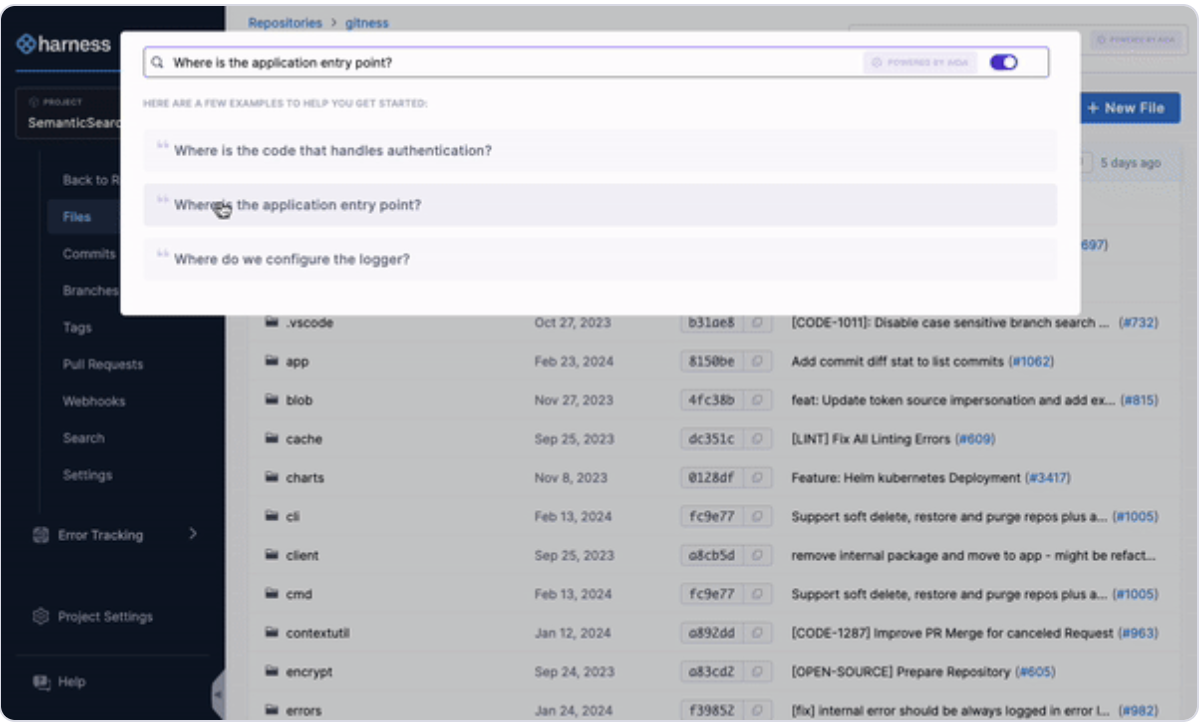 Repositories > gitness
harness
Where is the application entry point?
POWERED BY AIDA
POWERED BY AIDA
HERE ARE A FEW EXAMPLES TO HELP YOU GET STARTED:
PROJECT
SemanticSearc
+ New File
Where is the code that handles authentication?
5 days ago
Back to R
Where is the application entry point?
Files
697)
Commits
Where do we configure the logger?
Branches
.vscode Oct 27, 2023 b31ae8 [CODE-1011]: Disable case sensitive branch search ... (#732)
Tags
app Feb 23, 2024 8150be Add commit diff stat to list commits (#1062)
Pull Requests
blob Nov 27, 2023 4fc38b feat: Update token source impersonation and add ex... (#815)
Webhooks
cache Sep 25, 2023 dc351c [LINT] Fix All Linting Errors (#609)
Search
charts Nov 8, 2023 0128df Feature: Helm kubernetes Deployment (#3417)
Settings
cli Feb 13, 2024 fc9e77 Support soft delete, restore and purge repos plus a... (#1005)
Error Tracking
client Sep 25, 2023 a8cb5d remove internal package and move to app - might be refact...
cmd Feb 13, 2024 fc9e77 Support soft delete, restore and purge repos plus a... (#1005)
Project Settings
contextutil Jan 12, 2024 a892dd [CODE-1287] Improve PR Merge for canceled Request (#963)
encrypt Sep 24, 2023 a83cd2 [OPEN-SOURCE] Prepare Repository (#605)
Help
errors Jan 24, 2024 f39852 [fix] internal error should be always logged in error l... (#982)